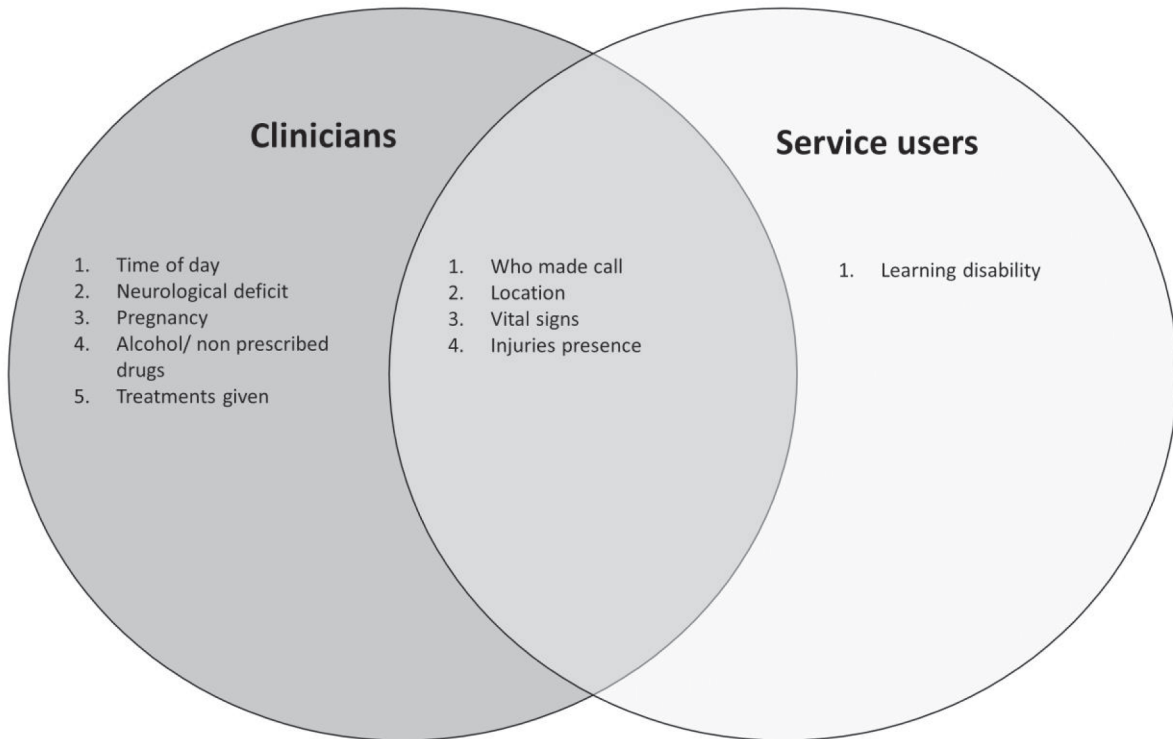 Clinicians
1. Time of day
2. Neurological deficit
3. Pregnancy
4. Alcohol/ non prescribed
drugs
5. Treatments given
1. Who made call
2. Location
3. Vital signs
4. Injuries presence
Service users
1. Learning disability